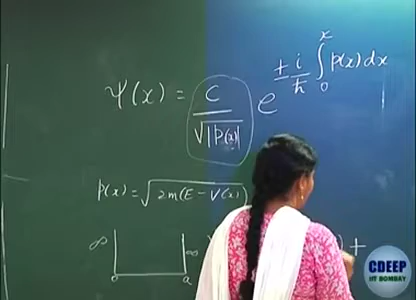 ψ(x) = C/√|p(x)| e^{± i/ħ ∫₀ˣ p(x) dx}
p(x) = √2m(E - V(x))
∞ ∞ ) +
0 a
CDEEP
IIT BOMBAY